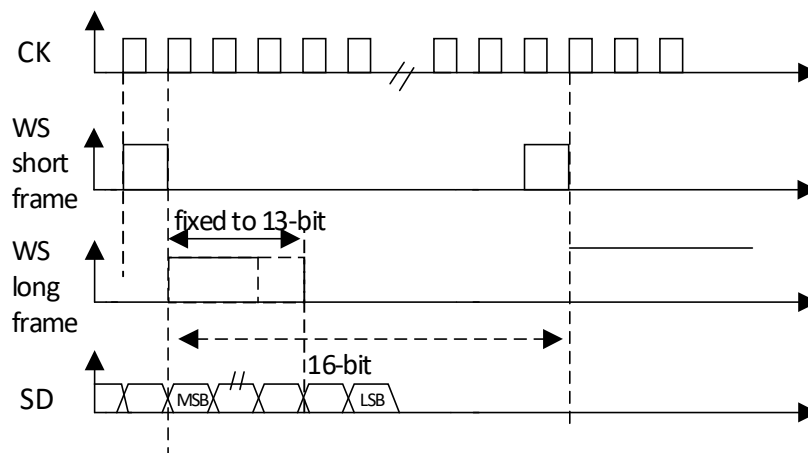 CK
WS
short
frame
fixed to 13-bit
WS
long
frame
16-bit
SD
MSB
LSB